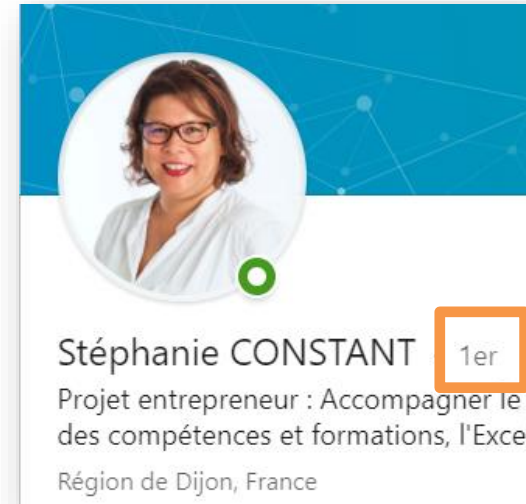 Stéphanie CONSTANT 1er
Projet entrepreneur : Accompagner le
des compétences et formations, l'Exce
Région de Dijon, France